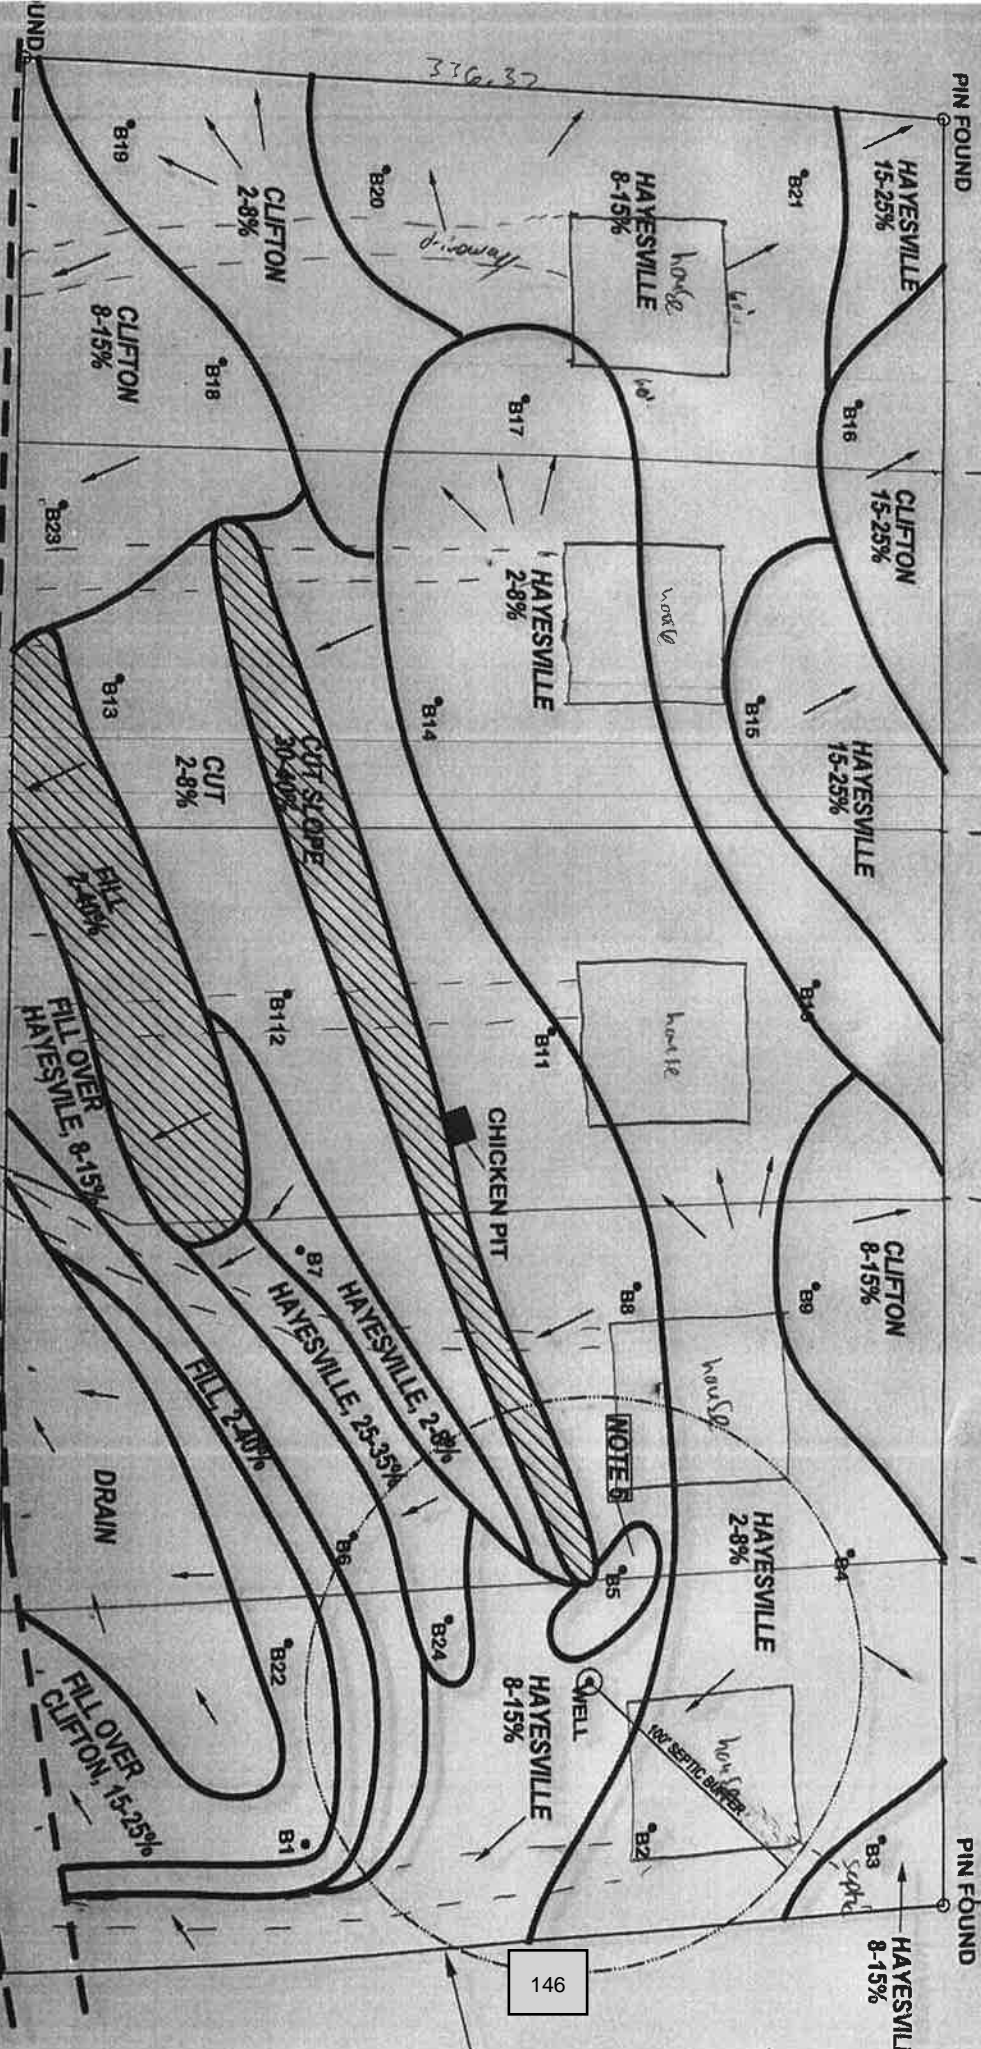 PIN FOUND
HAYESVILLE
15-25%
CLIFTON
15-25%
HAYESVILLE
15-25%
CLIFTON
8-15%
HAYESVILLE
8-15%
PIN FOUND
B21
B16
B15
B9
B4
B3
septic
336.37
HAYESVILLE
8-15%
house
60'
60'
house
house
house
HAYESVILLE
2-8%
house
100' SEPTIC BUFFER
B2
B20
B17
HAYESVILLE
2-8%
B14
B11
B8
NOTE 5
B5
WELL
HAYESVILLE
8-15%
CLIFTON
2-8%
CUT SLOPE
30-40%
CHICKEN PIT
B19
B18
CLIFTON
8-15%
B23
B13
CUT
2-8%
FILL
2-40%
B112
B7
HAYESVILLE, 2-8%
HAYESVILLE, 25-35%
B6
B24
FILL OVER
HAYESVILE, 8-15%
FILL, 2-40%
DRAIN
B22
B1
FILL OVER
CLIFTON, 15-25%
UND
146